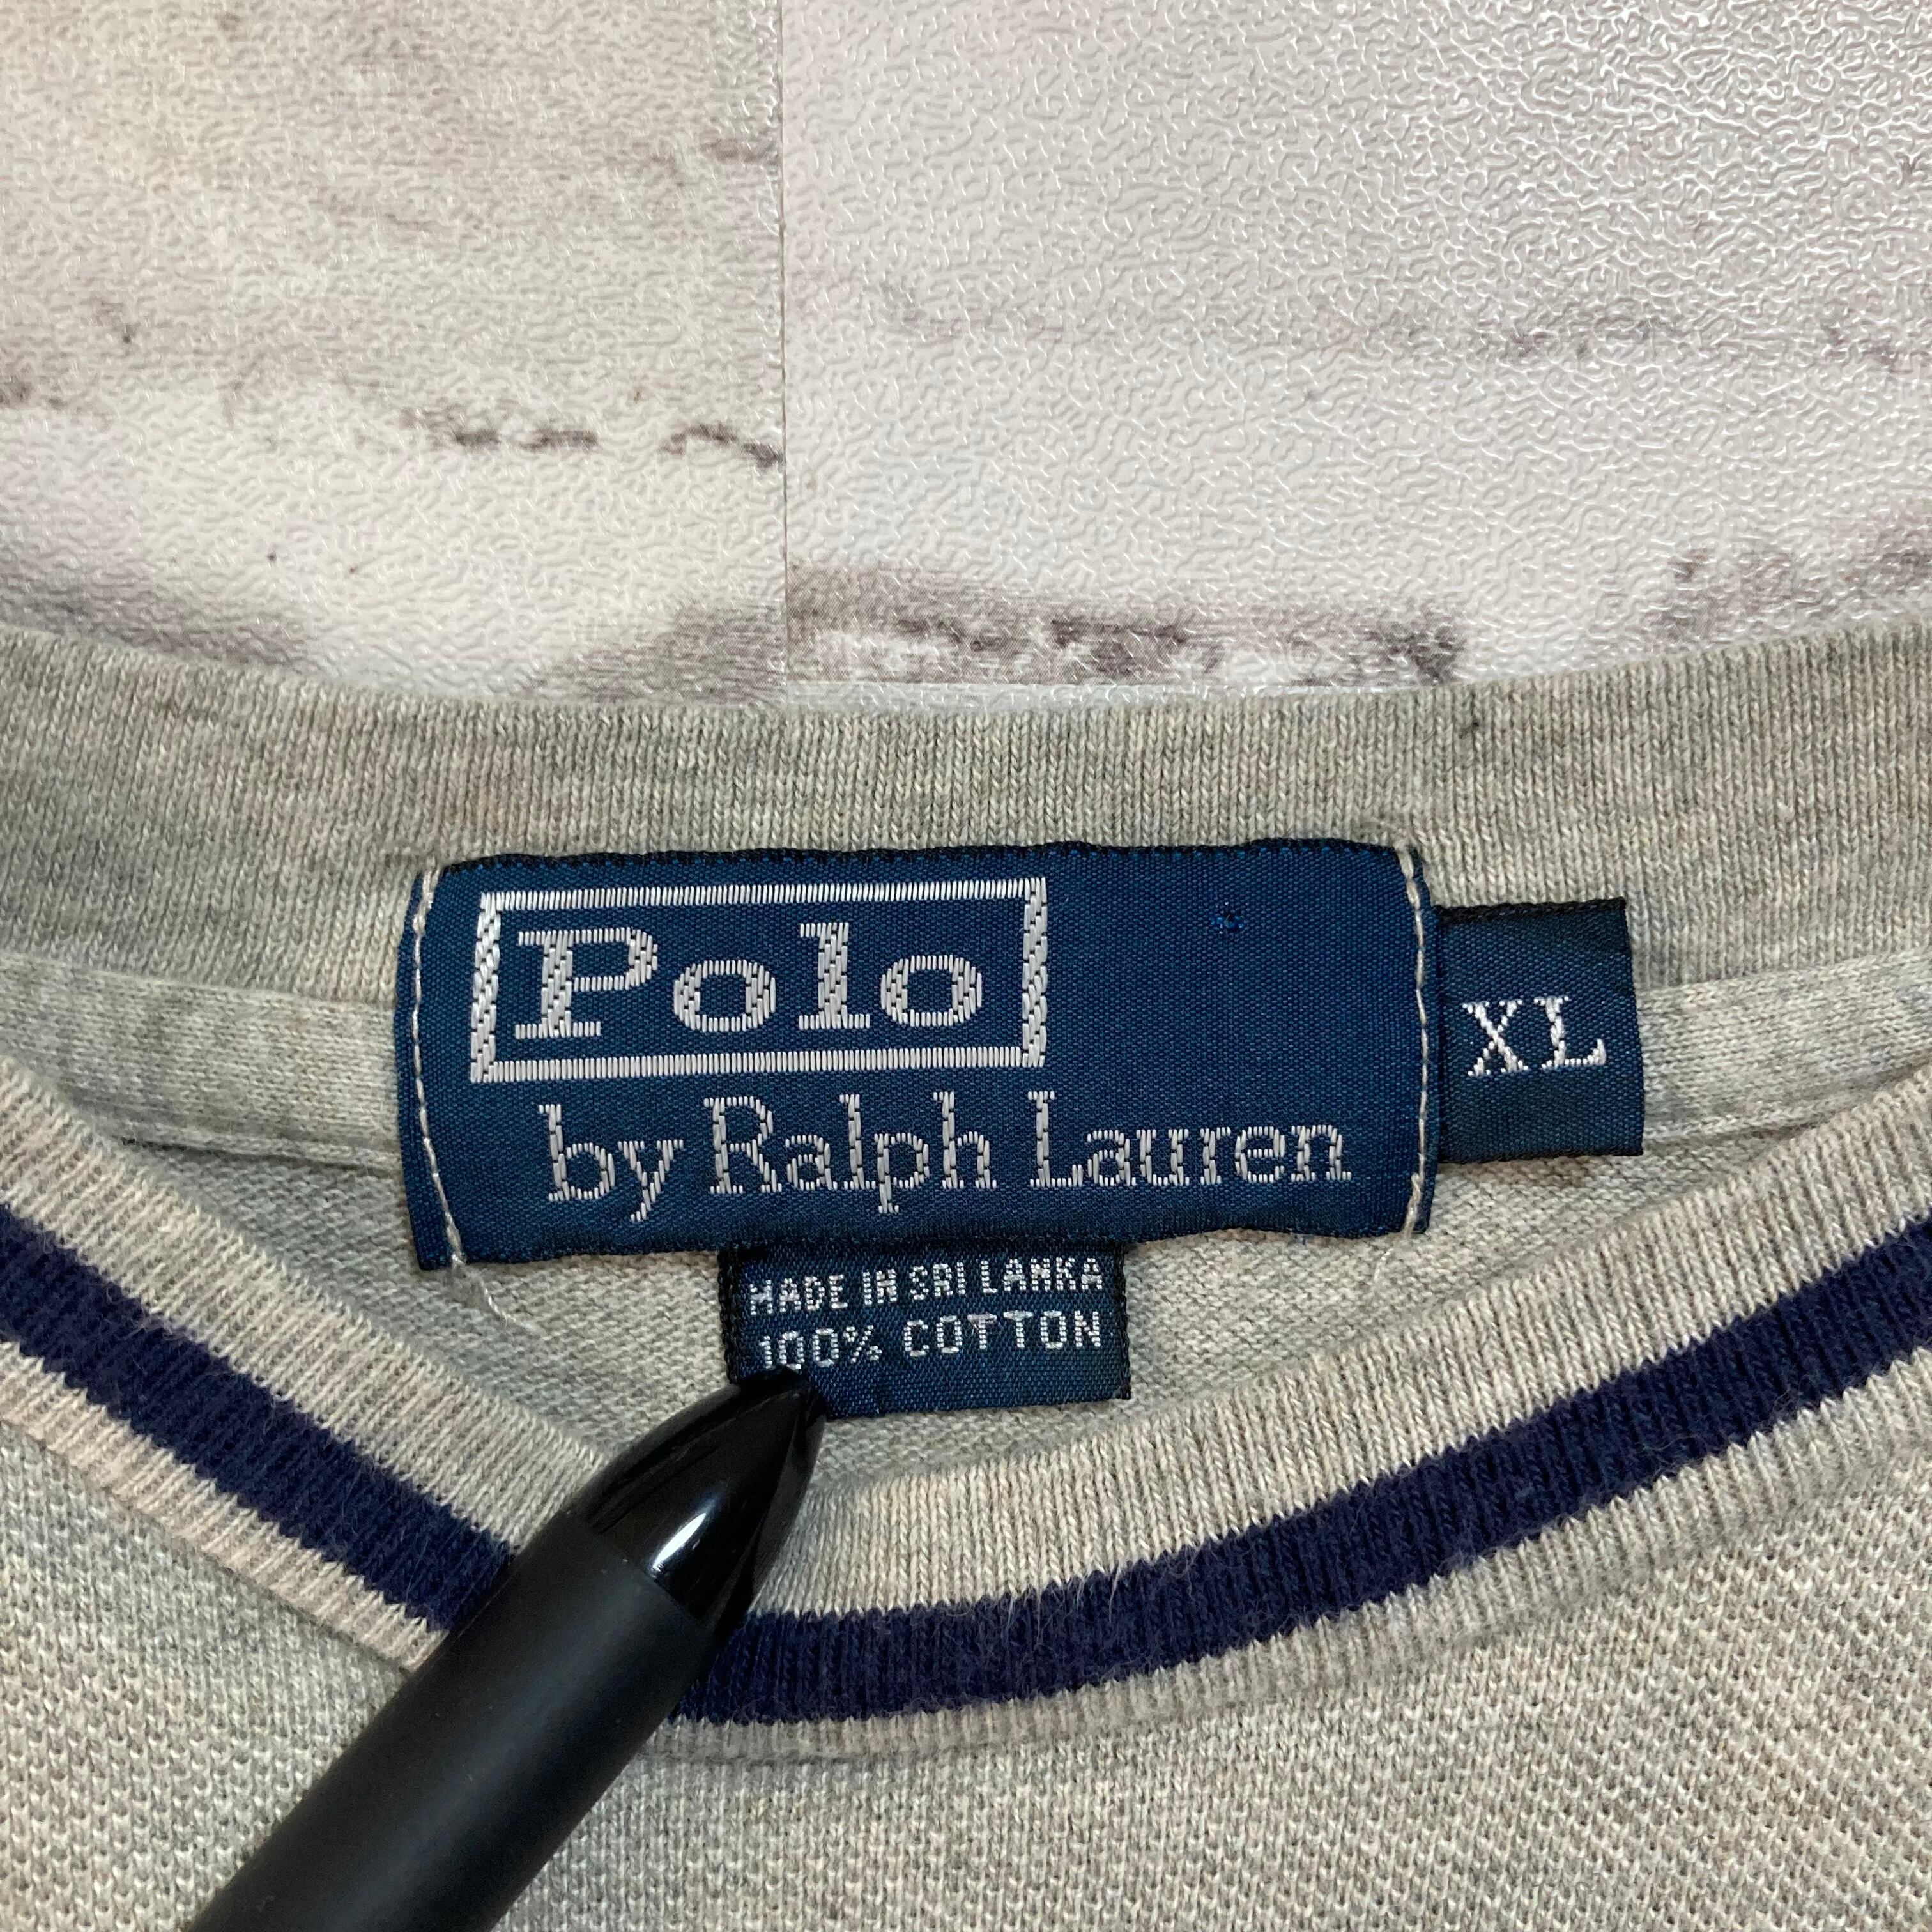 Polo
by Ralph Lauren
XL
MADE IN SRI LANKA
100% COTTON